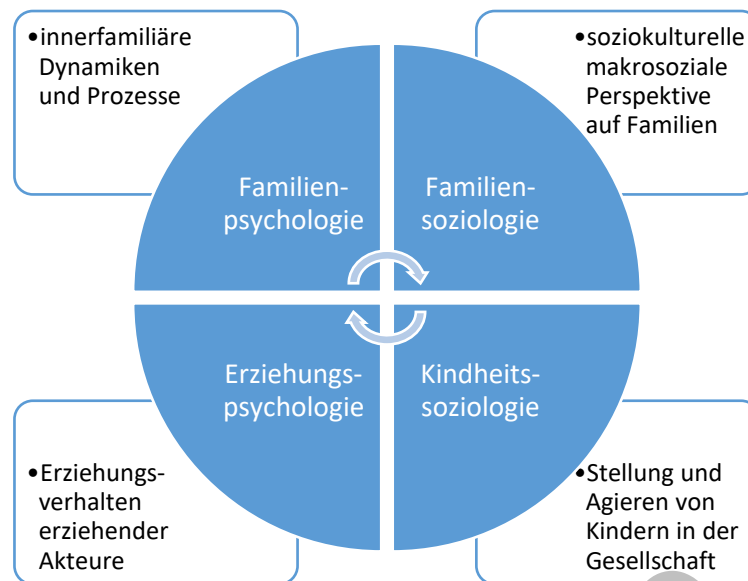 •innerfamiliäre
Dynamiken
und Prozesse
•soziokulturelle
makrosoziale
Perspektive
auf Familien
Familien-
psychologie
Familien-
soziologie
Erziehungs-
psychologie
Kindheits-
soziologie
•Erziehungs-
verhalten
erziehender
Akteure
•Stellung und
Agieren von
Kindern in der
Gesellschaft